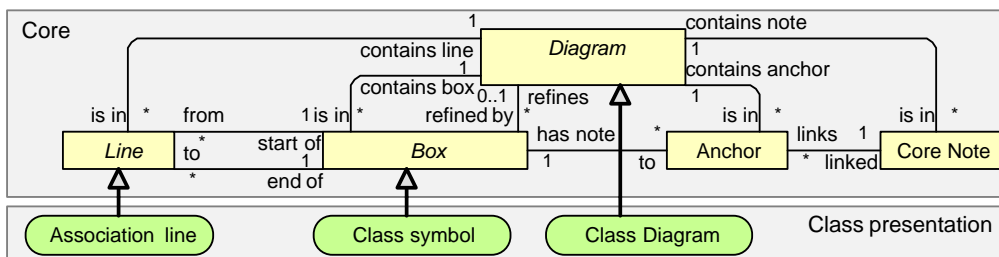 Core
1
contains note
contains line
Diagram
1
1
contains anchor
contains box
0..1
refines
1
is in *
from
1
is in *
refined by
*
has note
*
is in *
links
1
is in *
Line
to
*
start of
1
Box
1
to
Anchor
*
linked
Core Note
*
end of
Class presentation
Association line
Class symbol
Class Diagram